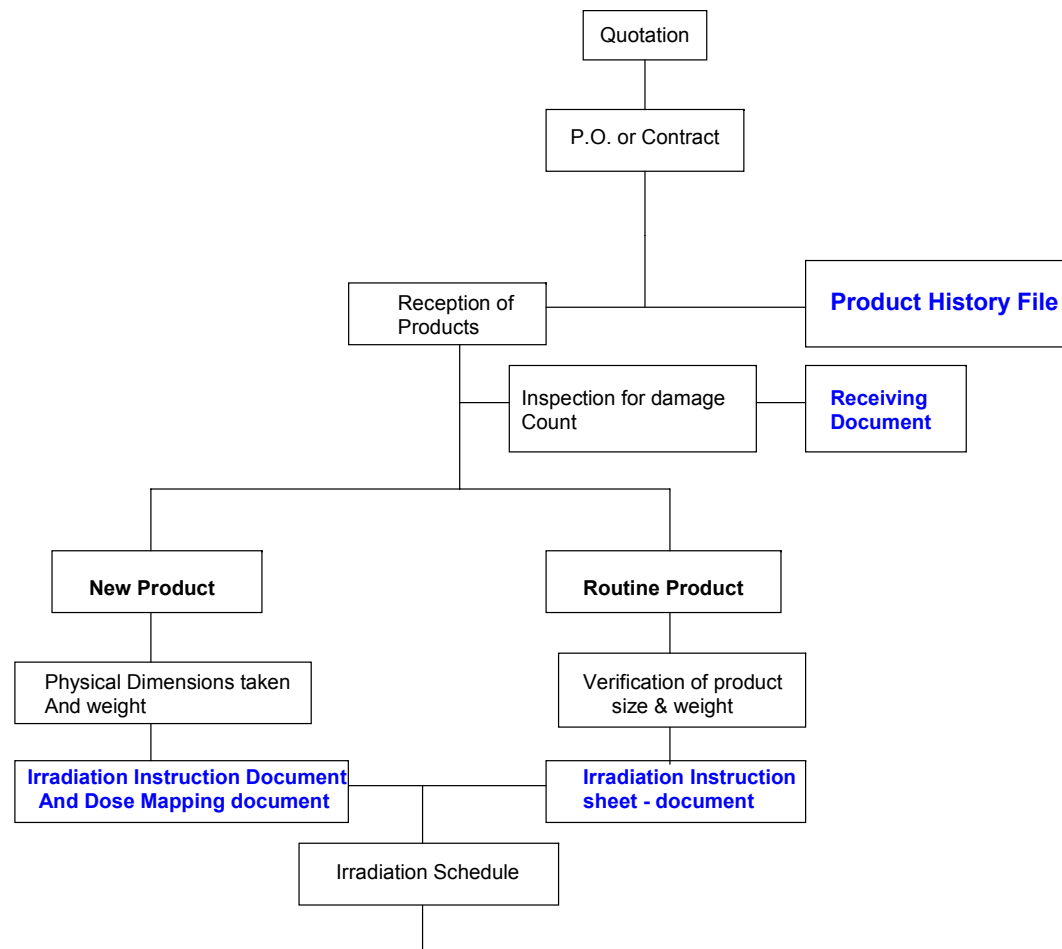 Quotation
P.O. or Contract
Reception of
Products
Product History File
Inspection for damage
Count
Receiving
Document
New Product
Routine Product
Physical Dimensions taken
And weight
Verification of product
size & weight
Irradiation Instruction Document
And Dose Mapping document
Irradiation Instruction
sheet - document
Irradiation Schedule